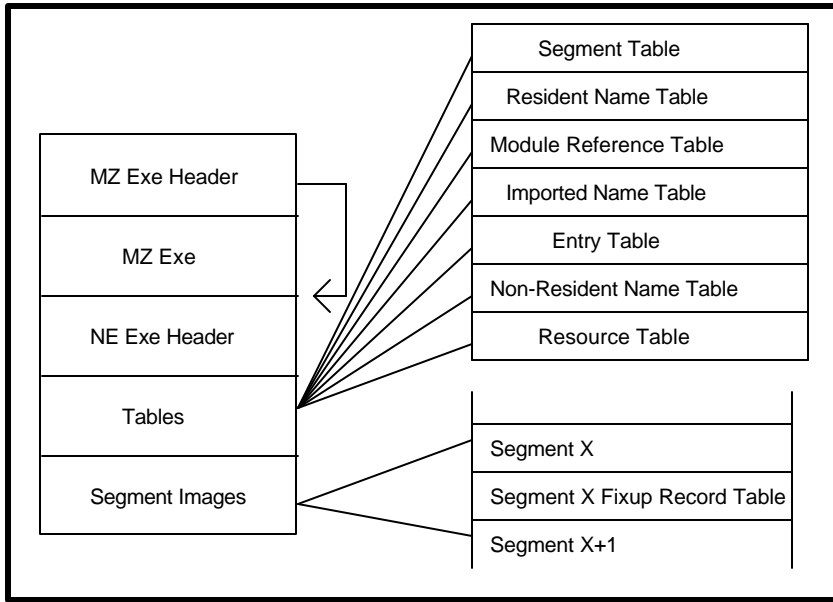 MZ Exe Header
MZ Exe
NE Exe Header
Tables
Segment Images
Segment Table
Resident Name Table
Module Reference Table
Imported Name Table
Entry Table
Non-Resident Name Table
Resource Table
Segment X
Segment X Fixup Record Table
Segment X+1